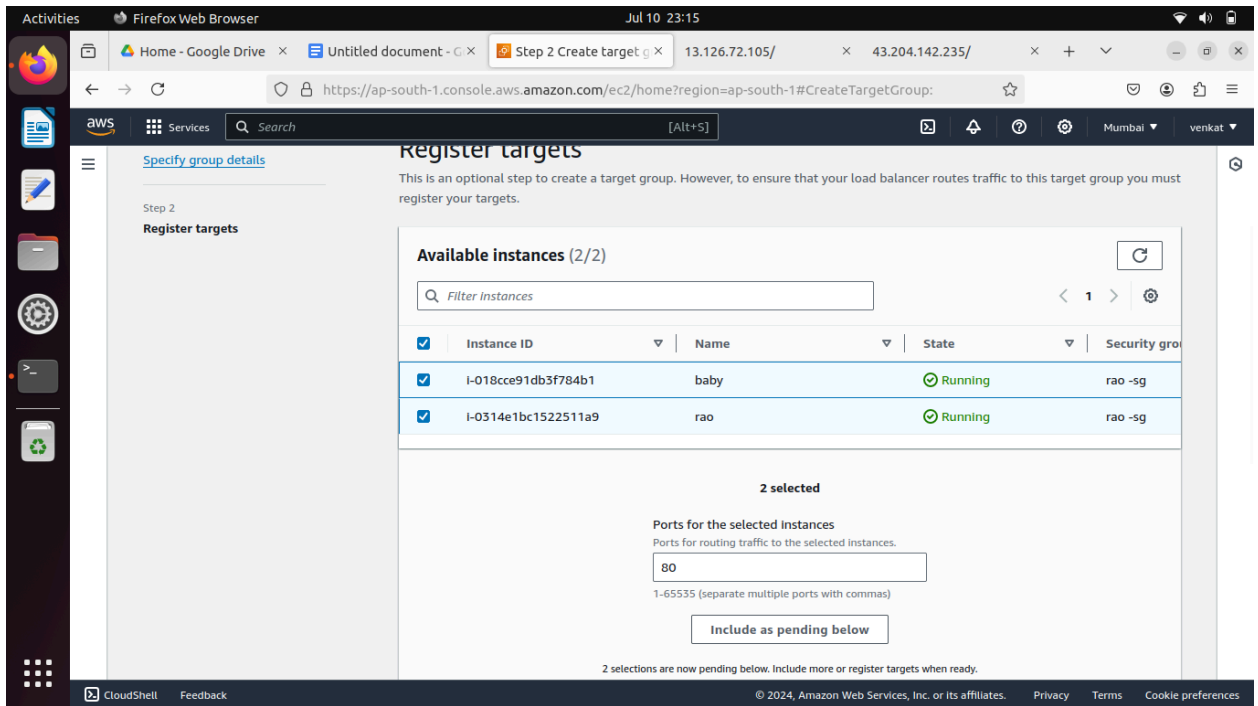 Activities Firefox Web Browser Jul 10 23:15
Home - Google Drive Untitled document - G Step 2 Create target g 13.126.72.105/ 43.204.142.235/
https://ap-south-1.console.aws.amazon.com/ec2/home?region=ap-south-1#CreateTargetGroup:
aws Services Search [Alt+S] Mumbai venkat
Specify group details
Step 2
Register targets
Register targets
This is an optional step to create a target group. However, to ensure that your load balancer routes traffic to this target group you must
register your targets.
Available instances (2/2)
Filter instances
1
Instance ID Name State Security grou
i-018cce91db3f784b1 baby Running rao -sg
i-0314e1bc1522511a9 rao Running rao -sg
2 selected
Ports for the selected instances
Ports for routing traffic to the selected instances.
80
1-65535 (separate multiple ports with commas)
Include as pending below
2 selections are now pending below. Include more or register targets when ready.
CloudShell Feedback © 2024, Amazon Web Services, Inc. or its affiliates. Privacy Terms Cookie preferences